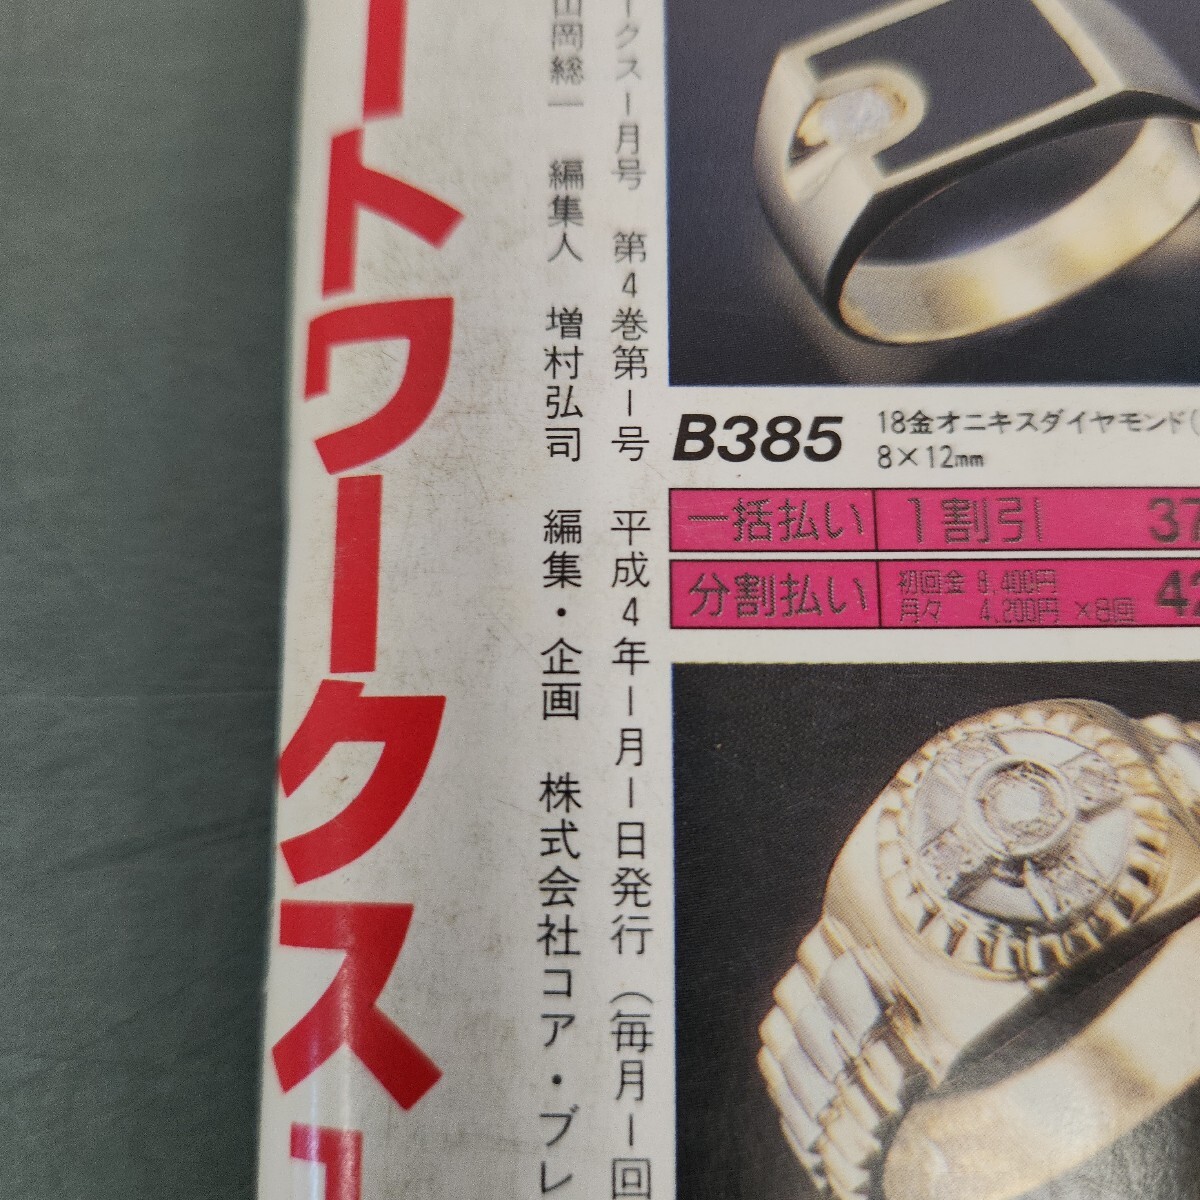 ートワークス 1
ークス1月号 第4巻第1号 平成4年1月1日発行（毎月1回
山岡総一 編集人 増村弘司 編集・企画 株式会社コア・ブレ
B385
18金オニキスダイヤモンド(
8×12mm
一括払い 1割引 37
分割払い 初回金 8,400円
月々 4,200円 ×8回 42